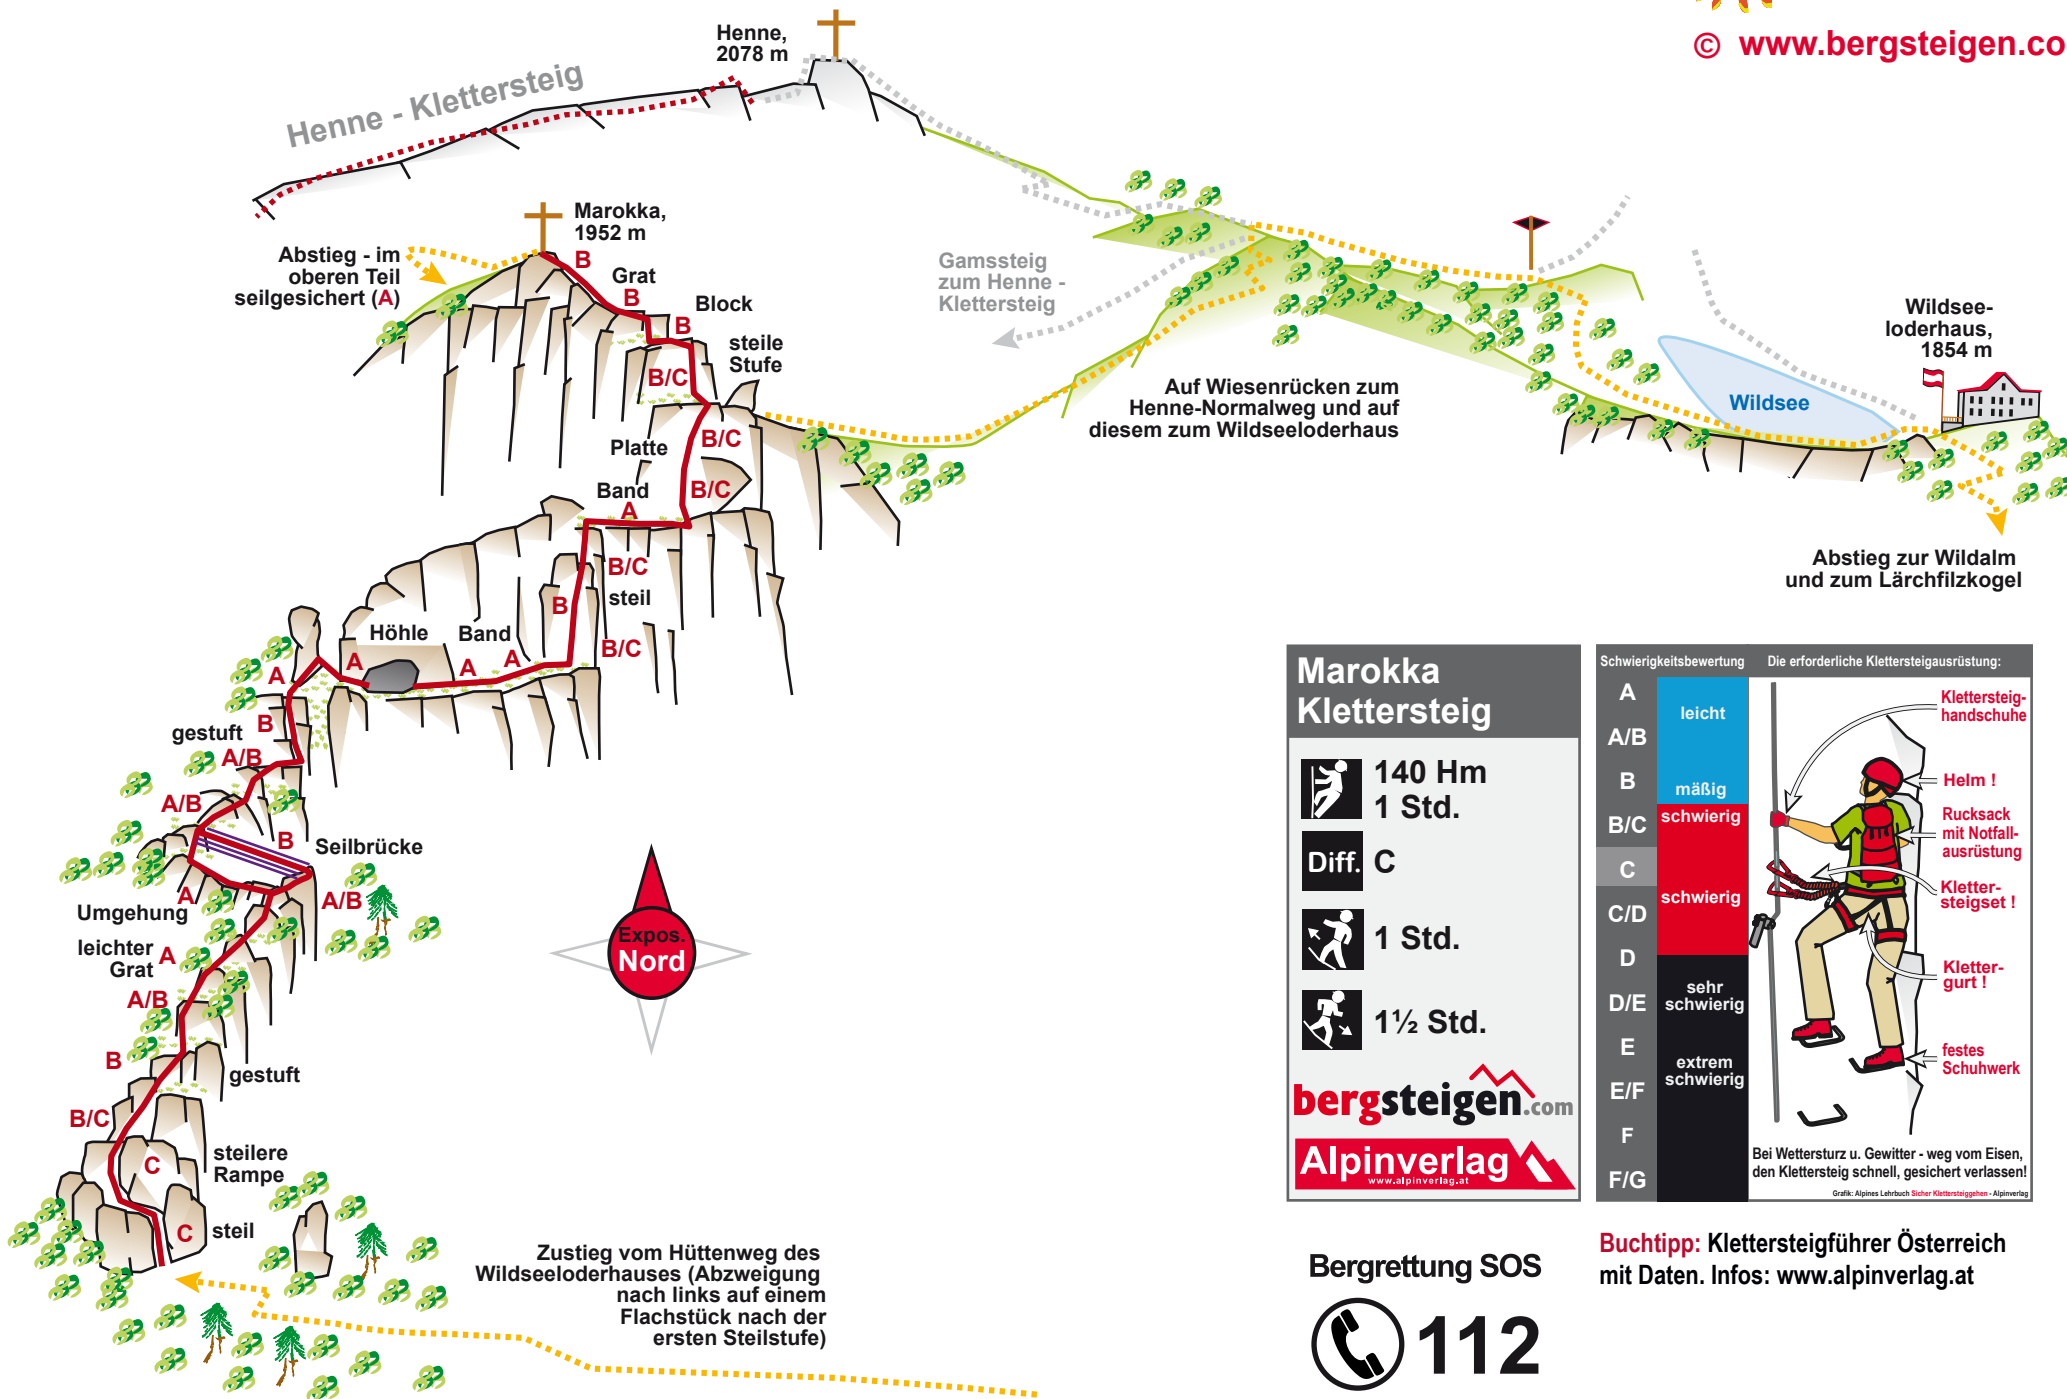 © www.bergsteigen.co
Henne,
2078 m
Henne - Klettersteig
Marokka,
1952 m
Abstieg - im
oberen Teil
seilgesichert (A)
B
Grat
B
Block
B
steile
Stufe
B/C
Platte
B/C
B/C
Band
A
B/C
steil
B
B/C
Höhle
Band
A
A
A
A
B
gestuft
A/B
A/B
B
Seilbrücke
A
A/B
Umgehung
leichter
Grat
A
A/B
B
gestuft
B/C
steilere
Rampe
C
C
steil
Gamssteig
zum Henne -
Klettersteig
Auf Wiesenrücken zum
Henne-Normalweg und auf
diesem zum Wildseeloderhaus
Wildsee
Wildsee-
loderhaus,
1854 m
Abstieg zur Wildalm
und zum Lärchfilzkogel
Expos.
Nord
Zustieg vom Hüttenweg des
Wildseeloderhauses (Abzweigung
nach links auf einem
Flachstück nach der
ersten Steilstufe)
Marokka
Klettersteig
140 Hm
1 Std.
Diff. C
1 Std.
1½ Std.
bergsteigen.com
Alpinverlag
www.alpinverlag.at
Schwierigkeitsbewertung
A
A/B
B
B/C
C
C/D
D
D/E
E
E/F
F
F/G
leicht
mäßig
schwierig
schwierig
sehr
schwierig
extrem
schwierig
Die erforderliche Klettersteigausrüstung:
Klettersteig-
handschuhe
Helm !
Rucksack
mit Notfall-
ausrüstung
Kletter-
steigset !
Kletter-
gurt !
festes
Schuhwerk
Bei Wettersturz u. Gewitter - weg vom Eisen,
den Klettersteig schnell, gesichert verlassen!
Grafik: Alpines Lehrbuch Sicher Klettersteiggehen - Alpinverlag
Bergrettung SOS
112
Buchtipp: Klettersteigführer Österreich
mit Daten. Infos: www.alpinverlag.at